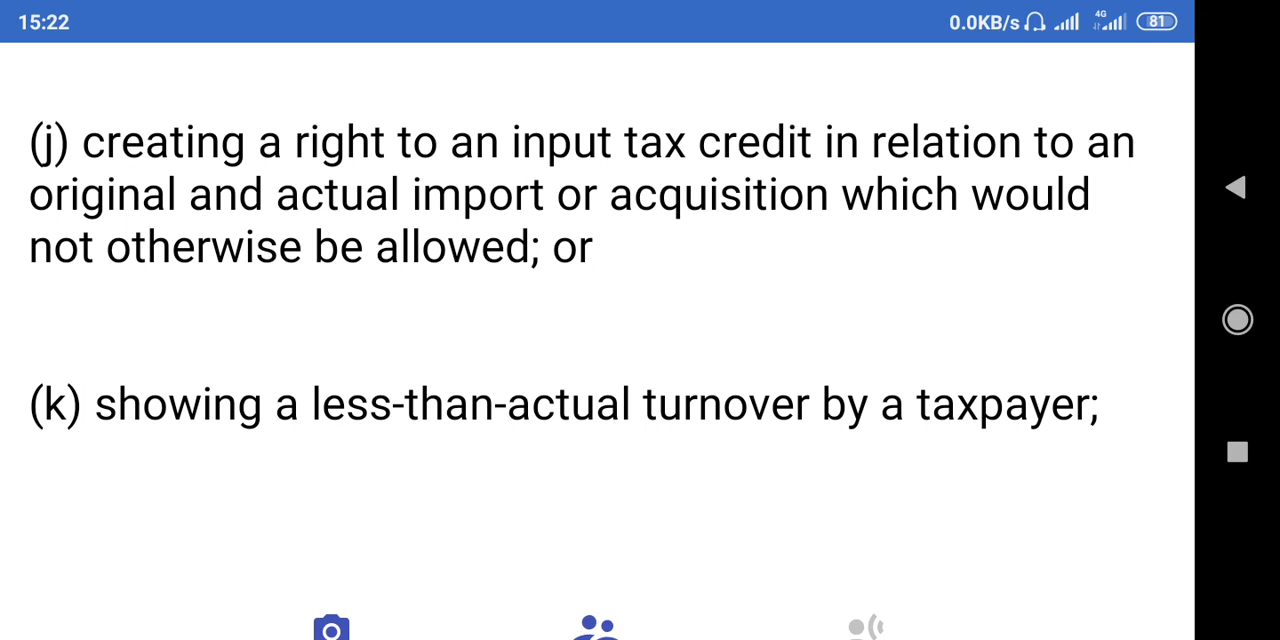 15:22
0.0KB/s 4G 81
(j) creating a right to an input tax credit in relation to an
original and actual import or acquisition which would
not otherwise be allowed; or
(k) showing a less-than-actual turnover by a taxpayer;